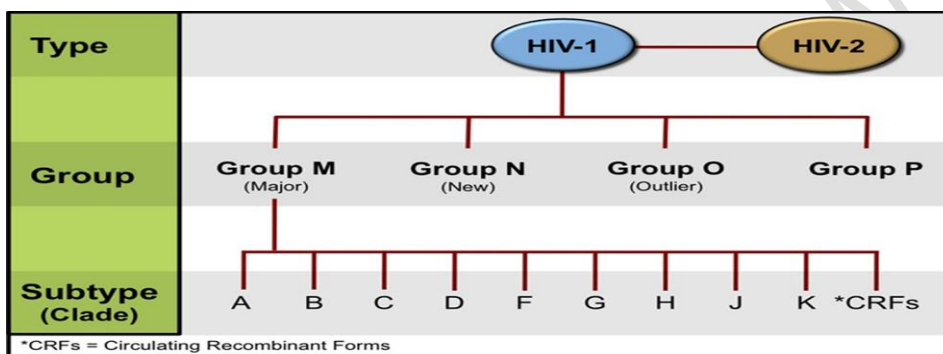 Type
HIV-1
HIV-2
Group
Group M
(Major)
Group N
(New)
Group O
(Outlier)
Group P
Subtype
(Clade)
A B C D F G H J K *CRFs
*CRFs = Circulating Recombinant Forms